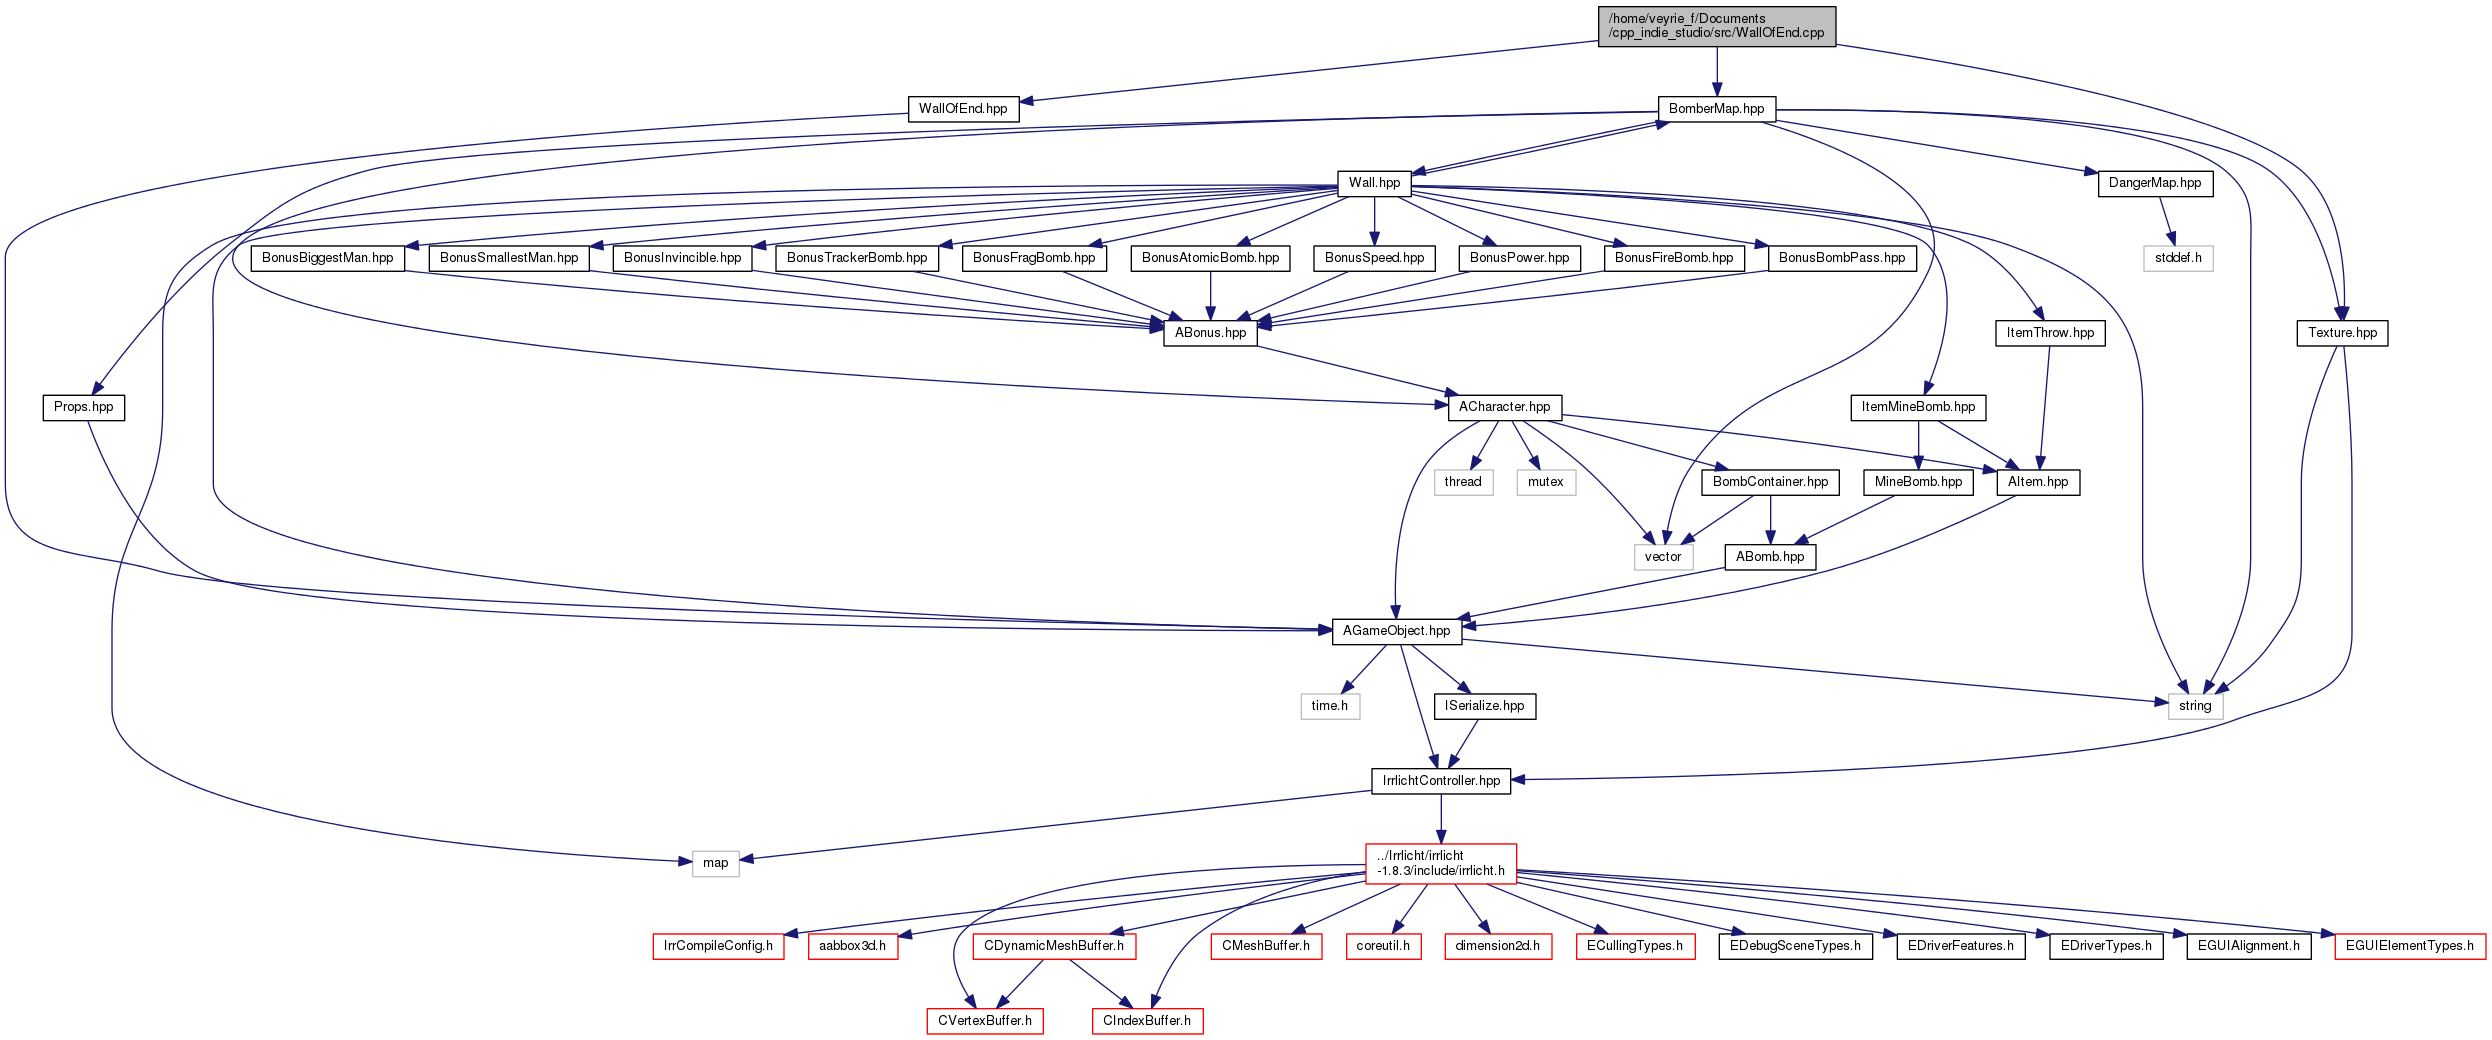 /home/veyrie_f/Documents
/cpp_indie_studio/src/WallOfEnd.cpp
WallOfEnd.hpp
BomberMap.hpp
Wall.hpp
DangerMap.hpp
BonusBiggestMan.hpp
BonusSmallestMan.hpp
BonusInvincible.hpp
BonusTrackerBomb.hpp
BonusFragBomb.hpp
BonusAtomicBomb.hpp
BonusSpeed.hpp
BonusPower.hpp
BonusFireBomb.hpp
BonusBombPass.hpp
stddef.h
ABonus.hpp
ItemThrow.hpp
Texture.hpp
Props.hpp
ACharacter.hpp
ItemMineBomb.hpp
thread
mutex
BombContainer.hpp
MineBomb.hpp
AItem.hpp
vector
ABomb.hpp
AGameObject.hpp
time.h
ISerialize.hpp
string
IrrlichtController.hpp
map
../Irrlicht/irrlicht
-1.8.3/include/irrlicht.h
IrrCompileConfig.h
aabbox3d.h
CDynamicMeshBuffer.h
CMeshBuffer.h
coreutil.h
dimension2d.h
ECullingTypes.h
EDebugSceneTypes.h
EDriverFeatures.h
EDriverTypes.h
EGUIAlignment.h
EGUIElementTypes.h
CVertexBuffer.h
CIndexBuffer.h